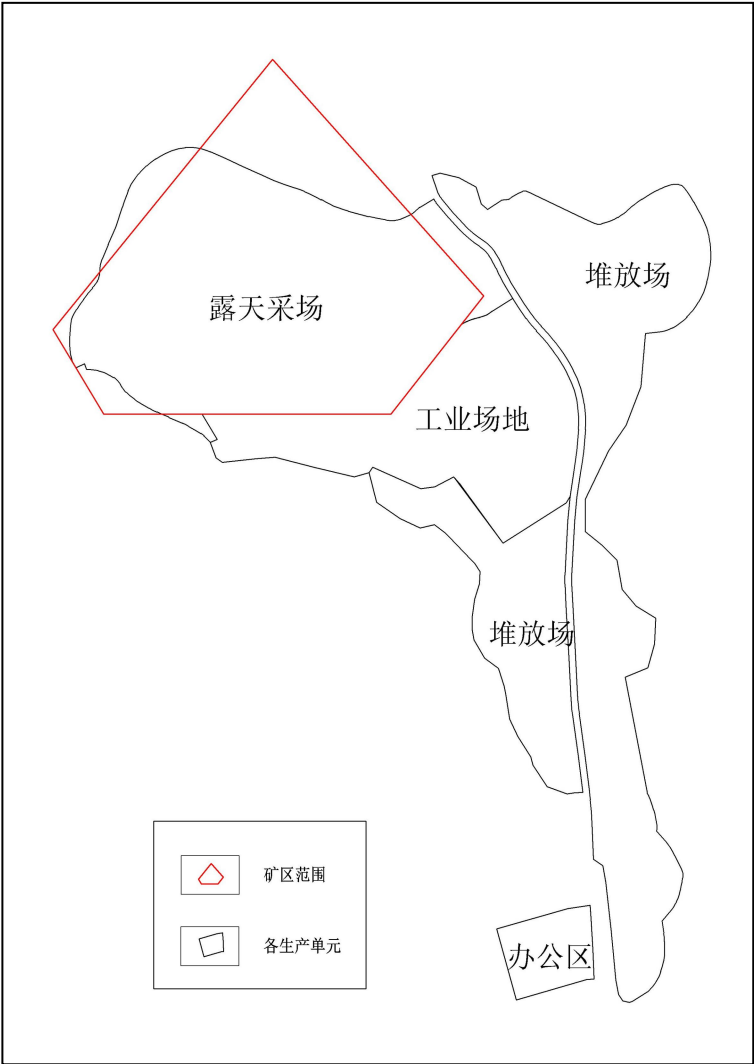 堆放场
露天采场
工业场地
堆放场
矿区范围
各生产单元
办公区